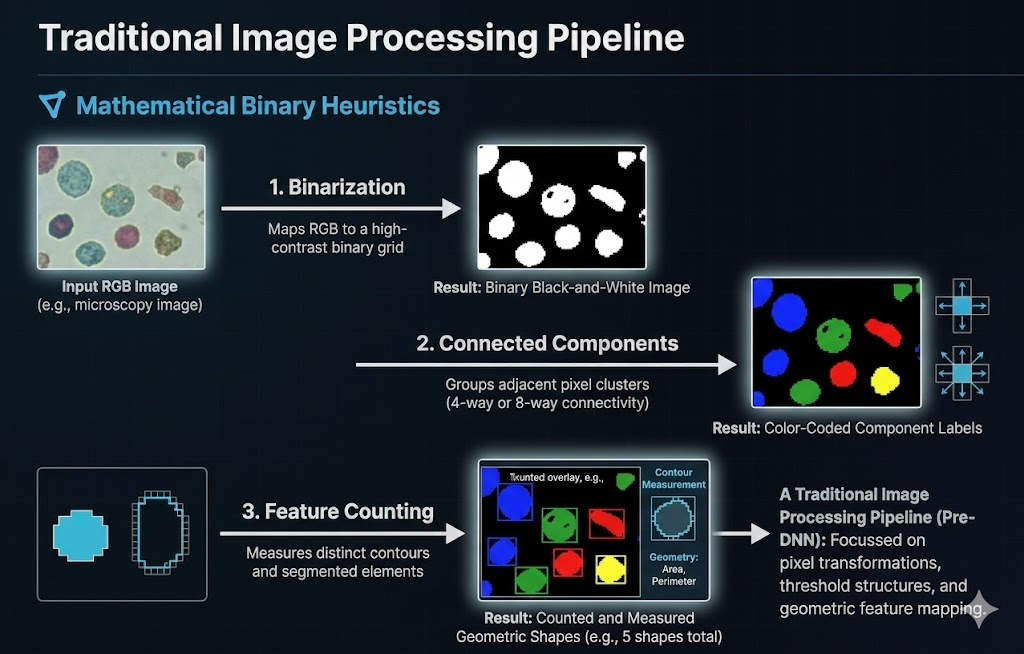 Traditional Image Processing Pipeline
Mathematical Binary Heuristics
1. Binarization
Maps RGB to a high-
contrast binary grid
Input RGB Image
(e.g., microscopy image)
Result: Binary Black-and-White Image
2. Connected Components
Groups adjacent pixel clusters
(4-way or 8-way connectivity)
Result: Color-Coded Component Labels
3. Feature Counting
Measures distinct contours
and segmented elements
overlay, e.g.,
Contour
Measurement
Geometry:
Area,
Perimeter
Result: Counted and Measured
Geometric Shapes (e.g., 5 shapes total)
A Traditional Image
Processing Pipeline (Pre-
DNN): Focussed on
pixel transformations,
threshold structures, and
geometric feature mapping.